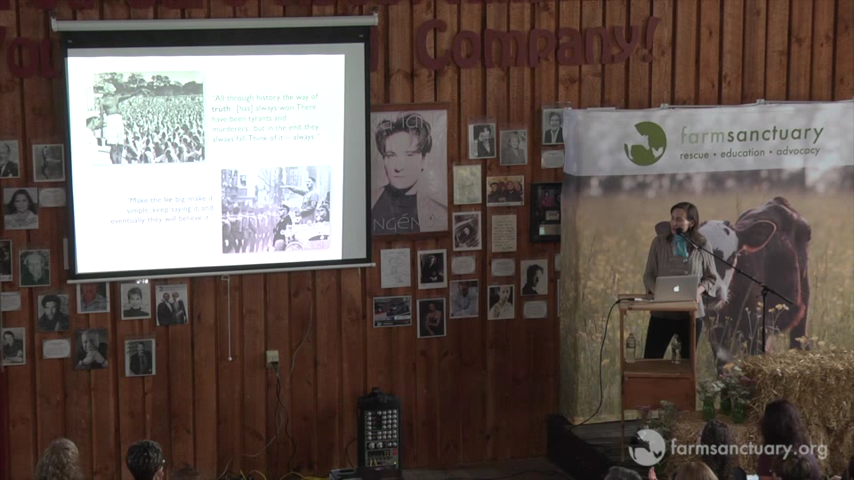 Company!
"All through history the way of
truth.. [has] always won. There
have been tyrants and
murderers.. but in the end, they
always fall. Think of it ... always."
Make the lie big, make it
simple, keep saying it, and
eventually they will believe it.
farmsanctuary
rescue • education • advocacy
farmsanctuary.org